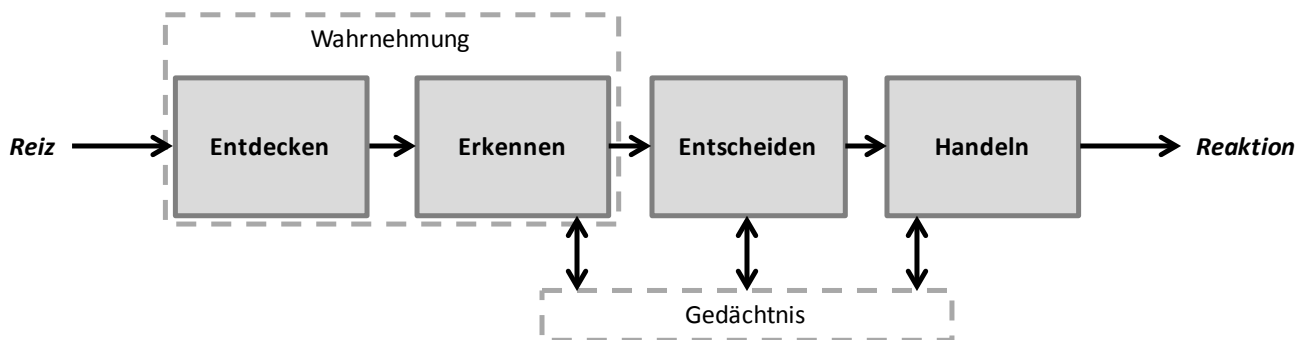 Wahrnehmung
Reiz
Entdecken
Erkennen
Entscheiden
Handeln
Reaktion
Gedächtnis